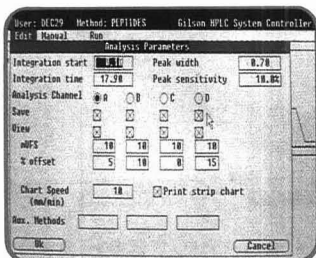 User: DEC29 Method: PEPTIDES Gilson HPLC System Controller
Edit Manual Run
Analysis Parameters
Integration start Peak width 0.70
Integration time 17.90 Peak sensitivity 10.0%
Analysis Channel A B C D
Save
View
mVFS 10 10 10 10
% offset 5 10 0 15
Chart Speed 10 Print strip chart
(mm/min)
Aux. Methods
Ok Cancel